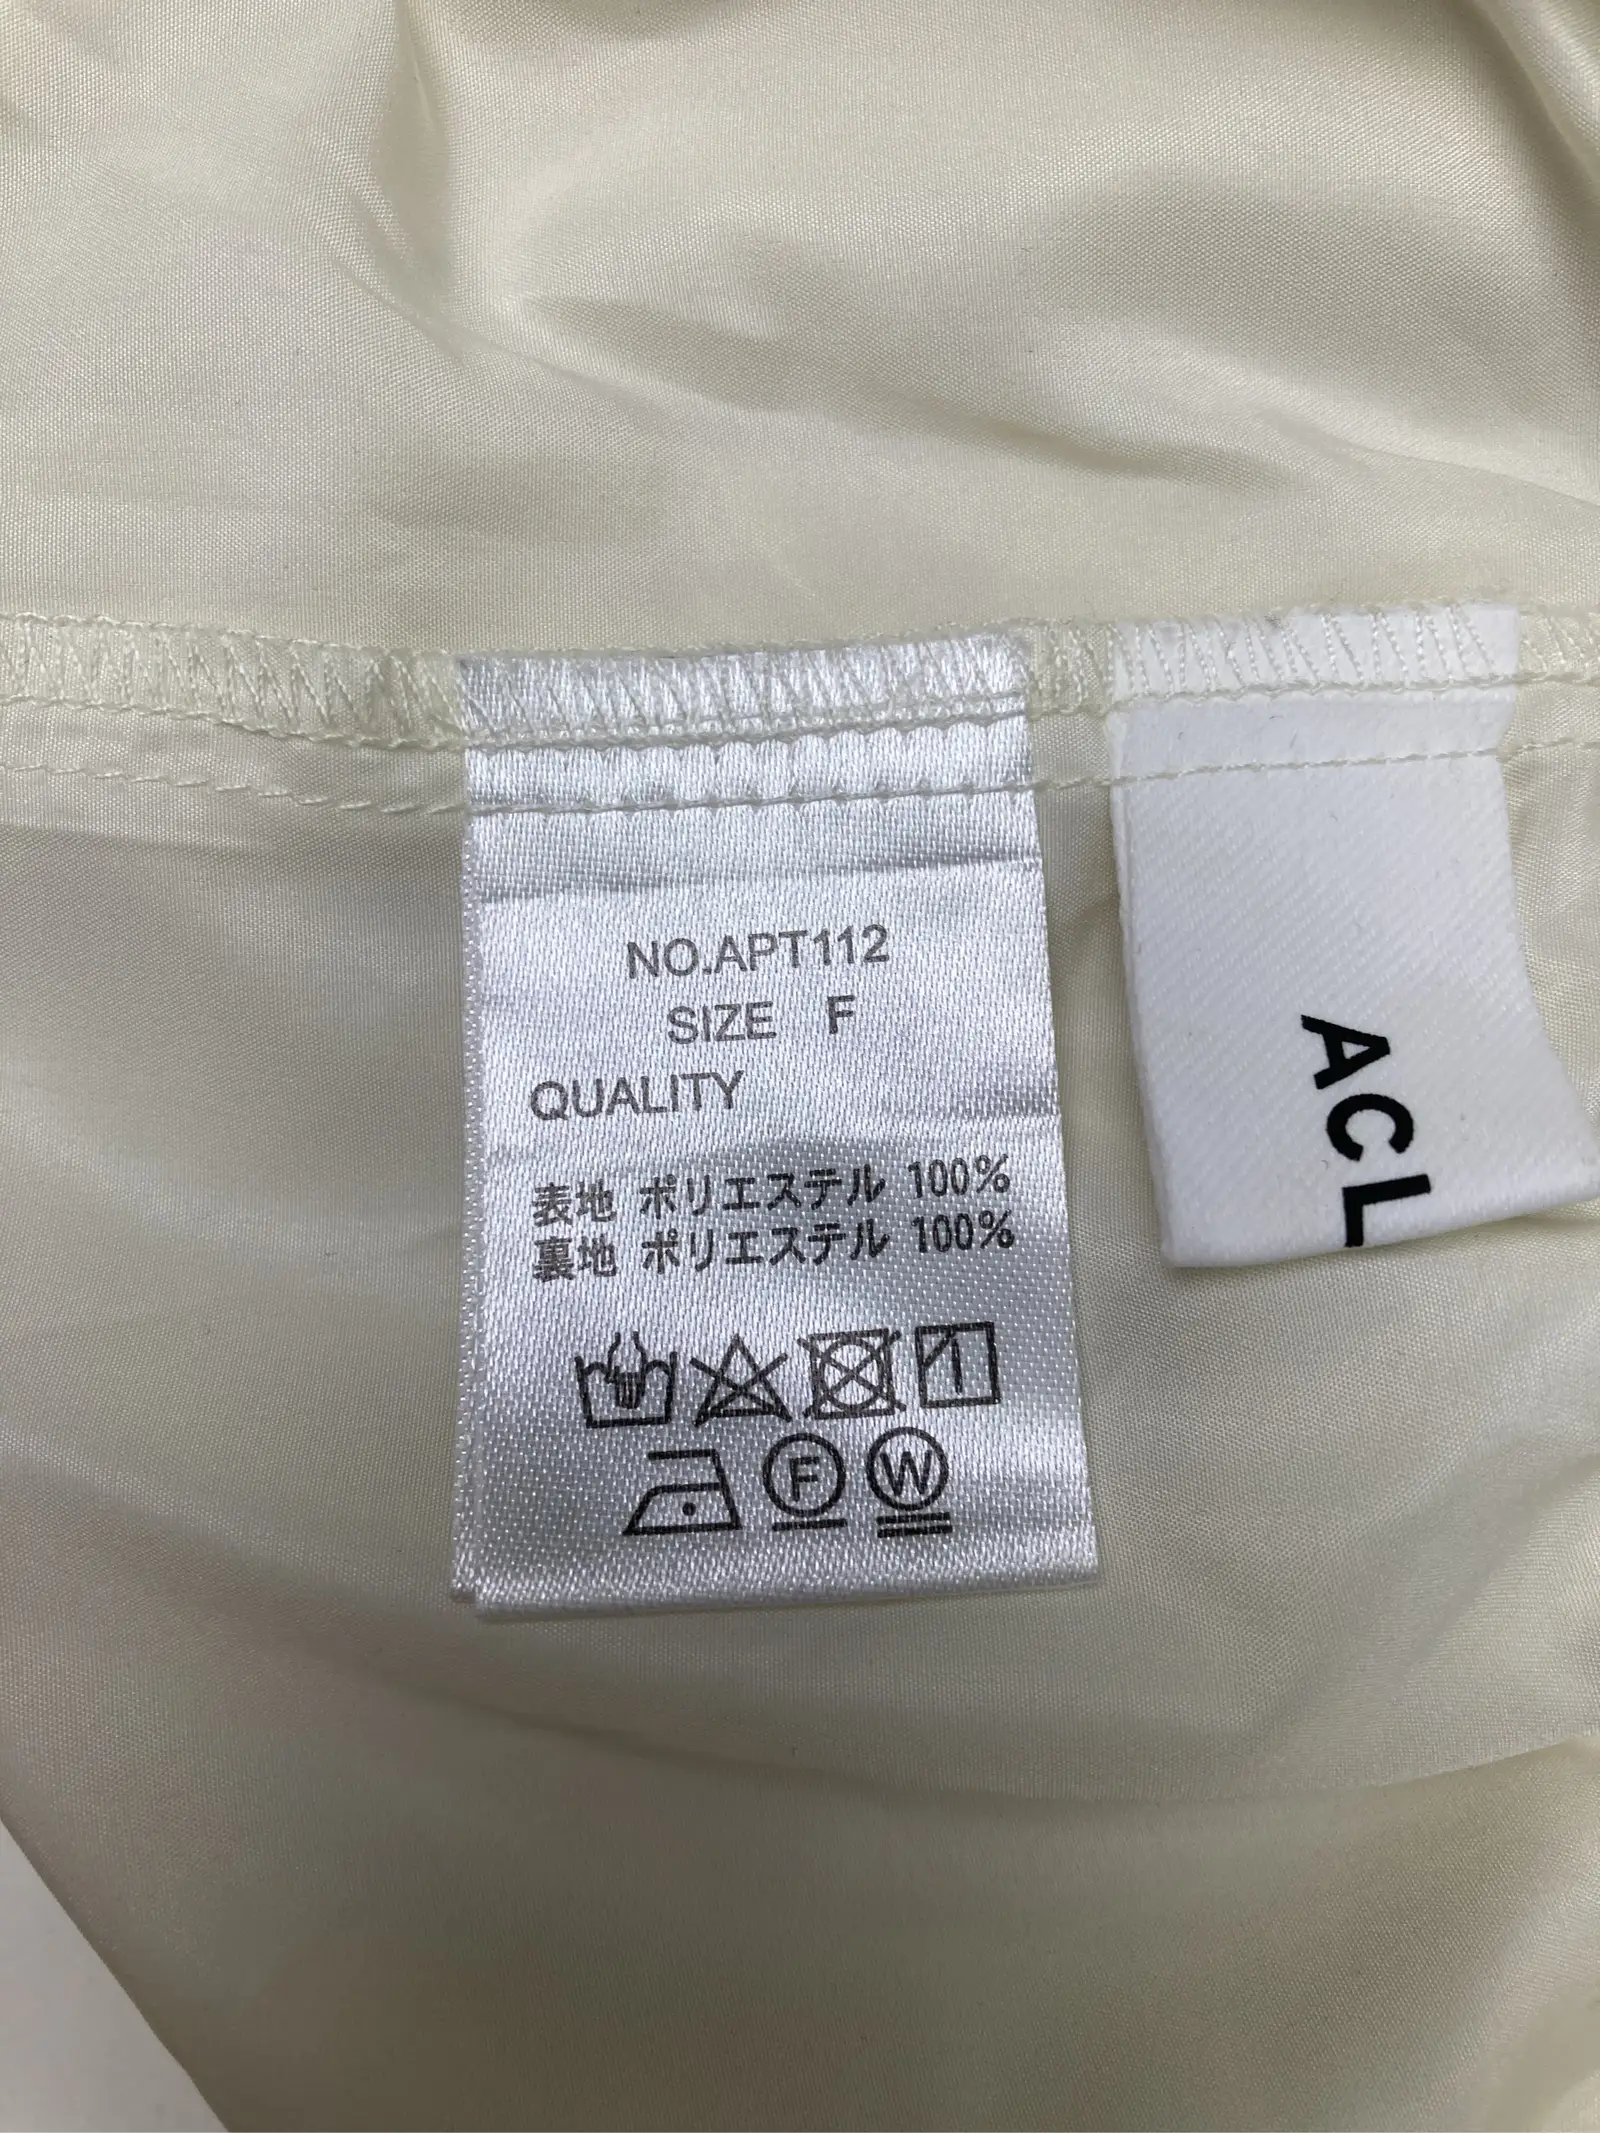 NO.APT112
SIZE F
QUALITY
表地 ポリエステル 100%
裏地 ポリエステル 100%
F
W
ACL